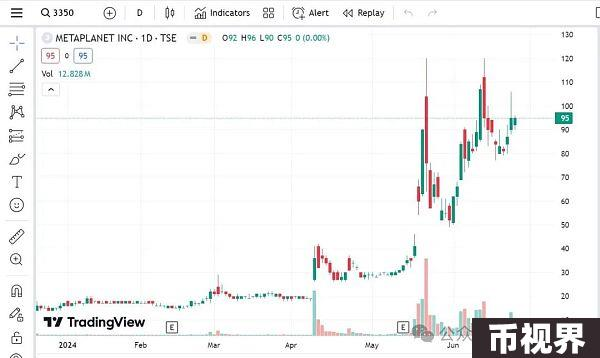 3350 D Indicators Alert Replay
METAPLANET INC · 1D · TSE D O92 H96 L90 C95 0 (0.00%)
95 0 95
Vol 12.828M
130
120
110
100
95
90
80
70
60
50
40
30
20
E E
TradingView
公众
币视界
2024 Feb Mar Apr May Jun